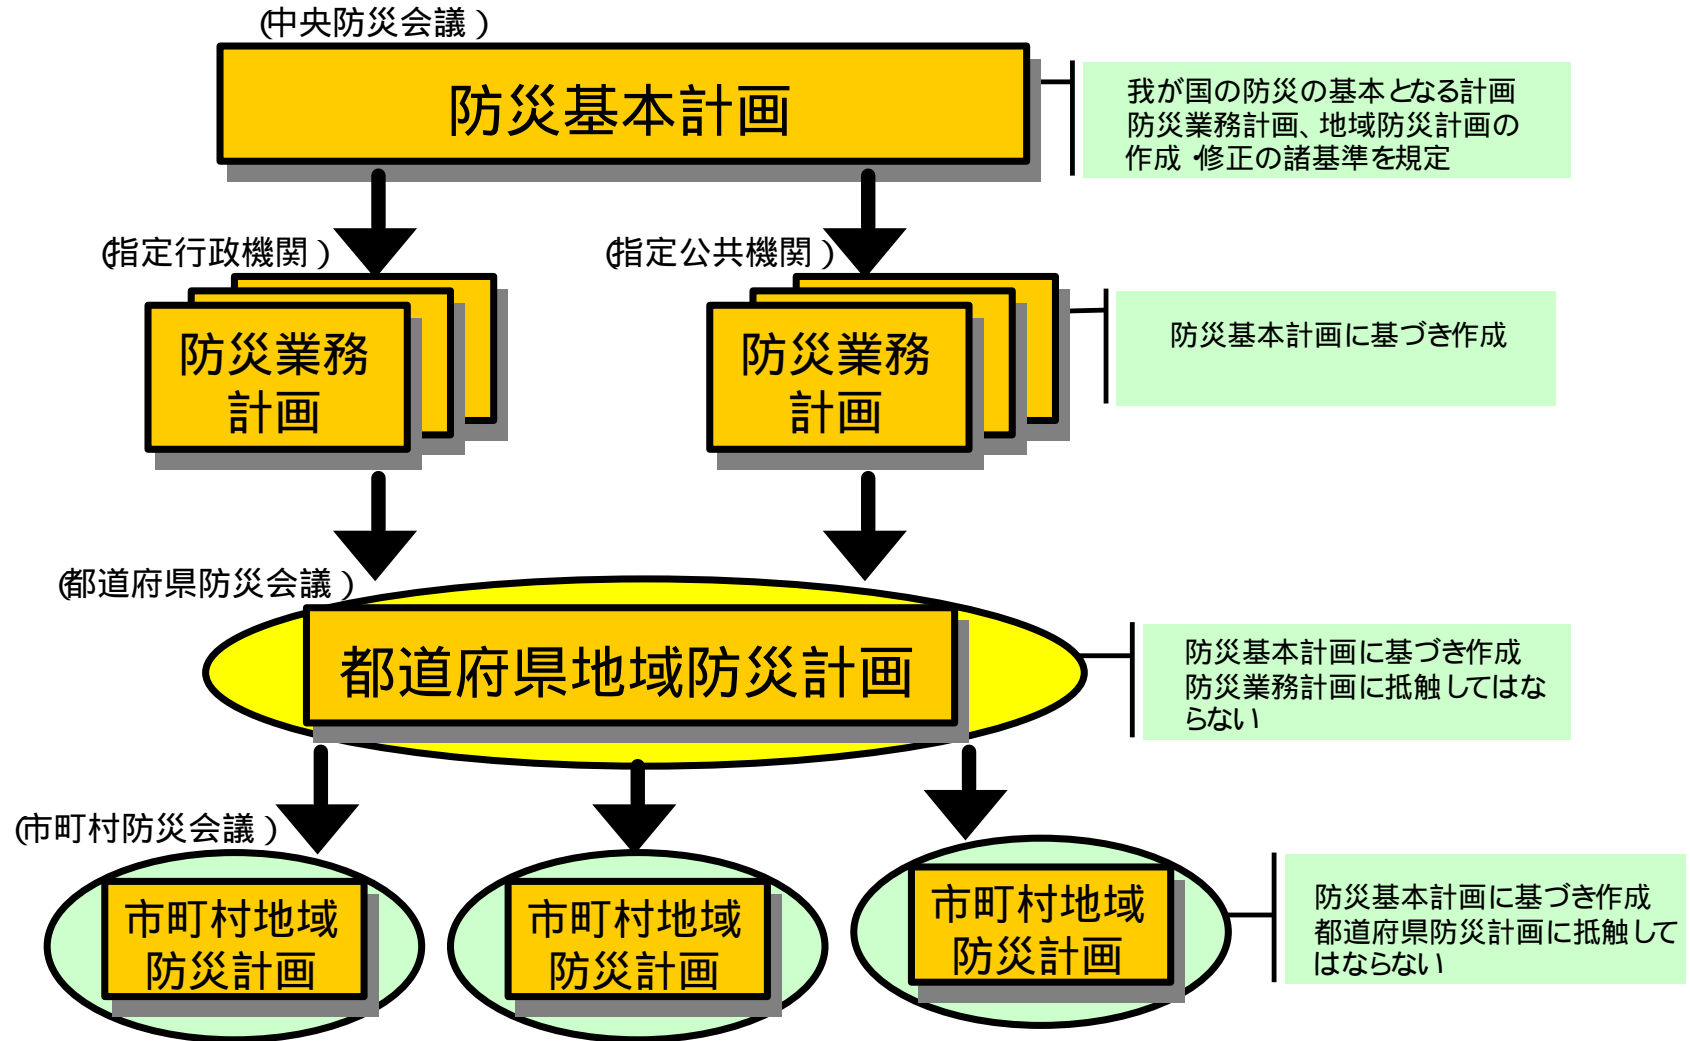 (中央防災会議)
防災基本計画
我が国の防災の基本となる計画
防災業務計画、地域防災計画の
作成・修正の諸基準を規定
(指定行政機関)
(指定公共機関)
防災業務
計画
防災業務
計画
防災基本計画に基づき作成
(都道府県防災会議)
都道府県地域防災計画
防災基本計画に基づき作成
防災業務計画に抵触してはな
らない
(市町村防災会議)
市町村地域
防災計画
市町村地域
防災計画
市町村地域
防災計画
防災基本計画に基づき作成
都道府県防災計画に抵触して
はならない